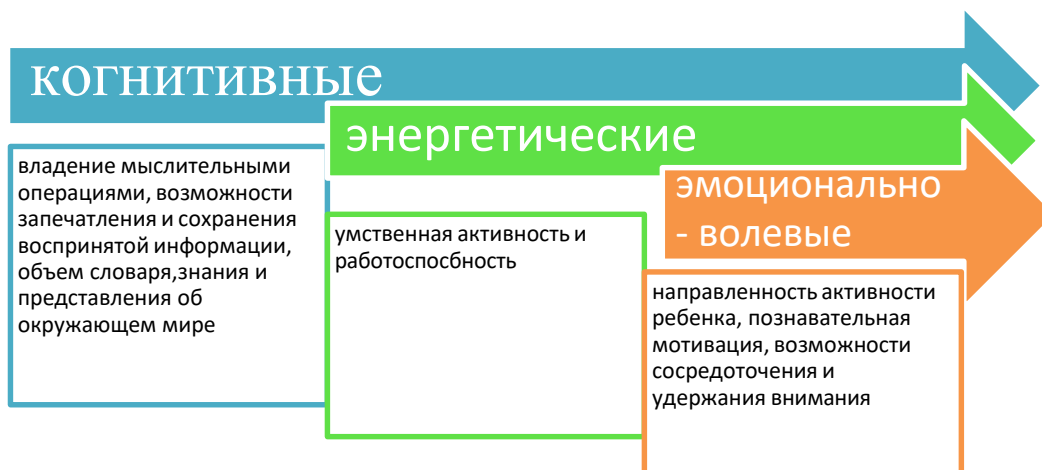 когнитивные
владение мыслительными
операциями, возможности
запечатления и сохранения
воспринятой информации,
объем словаря,знания и
представления об
окружающем мире
энергетические
умственная активность и
работоспосбность
эмоционально
- волевые
направленность активности
ребенка, познавательная
мотивация, возможности
сосредоточения и
удержания внимания